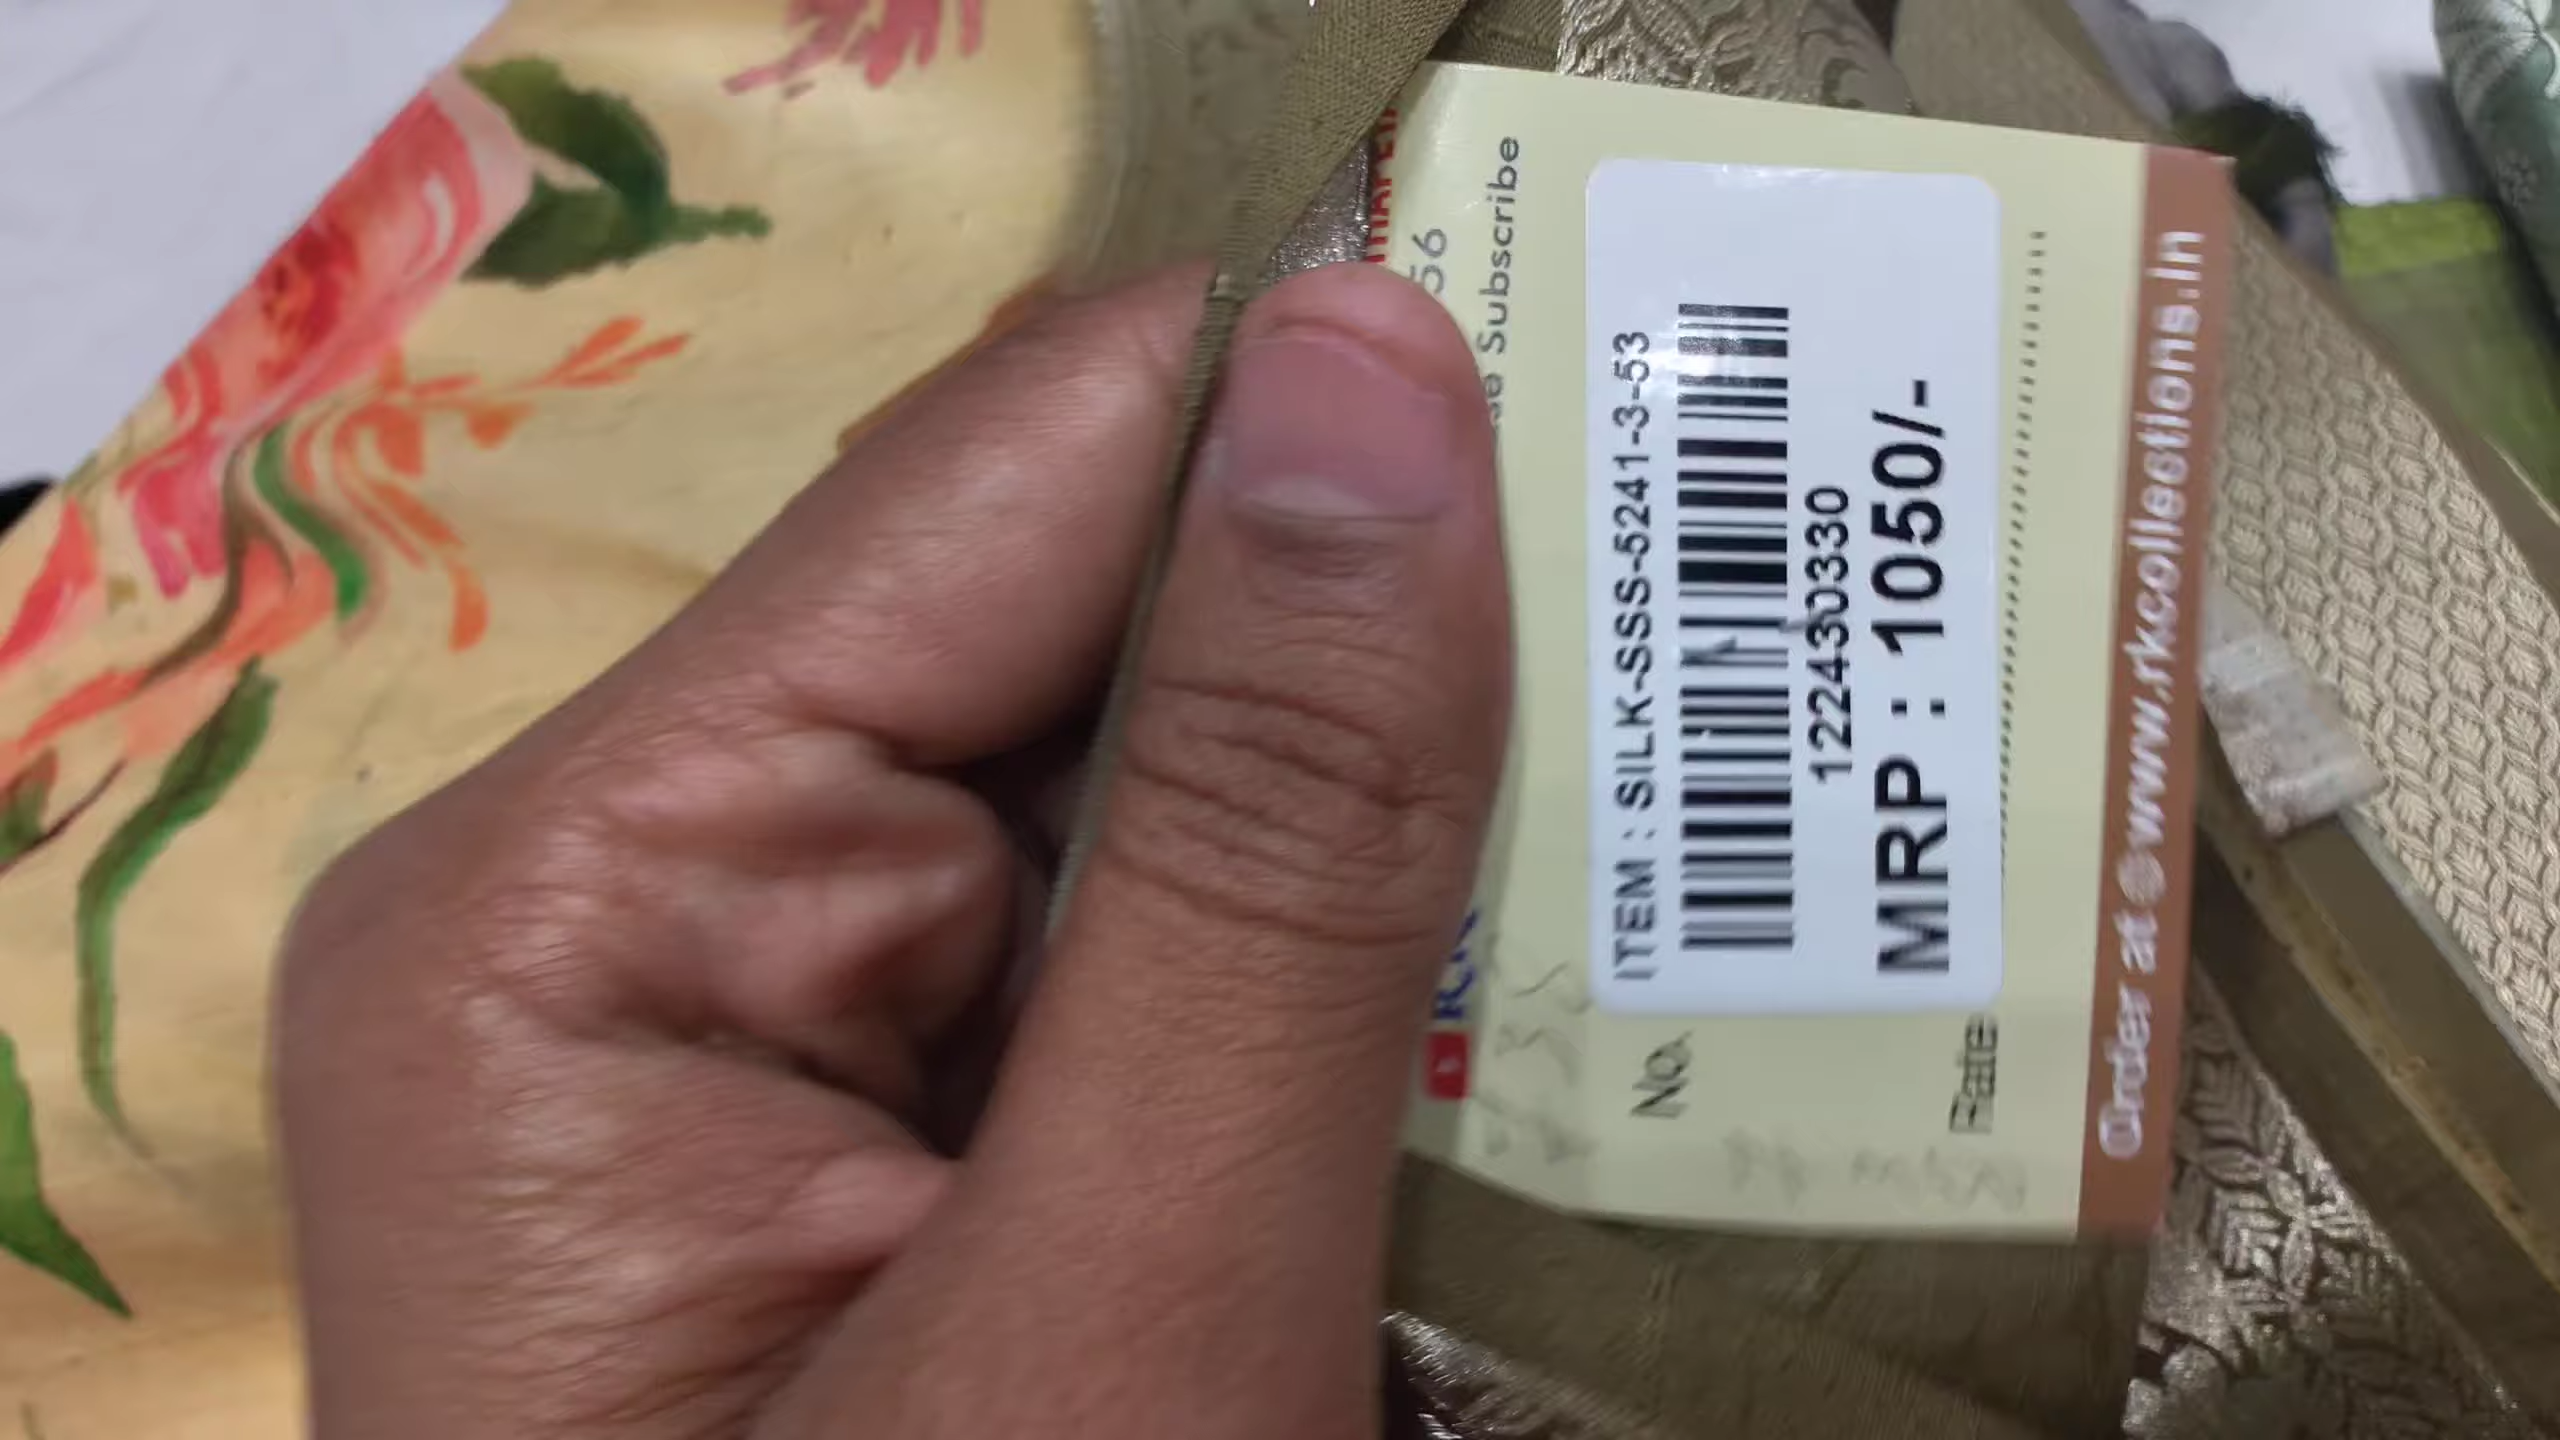 56
Subscribe
ITEM : SILK-SSS-5241-3-53
122430330
MRP : 1050/-
No.
Rate
Order at @ www.rkcollections.in